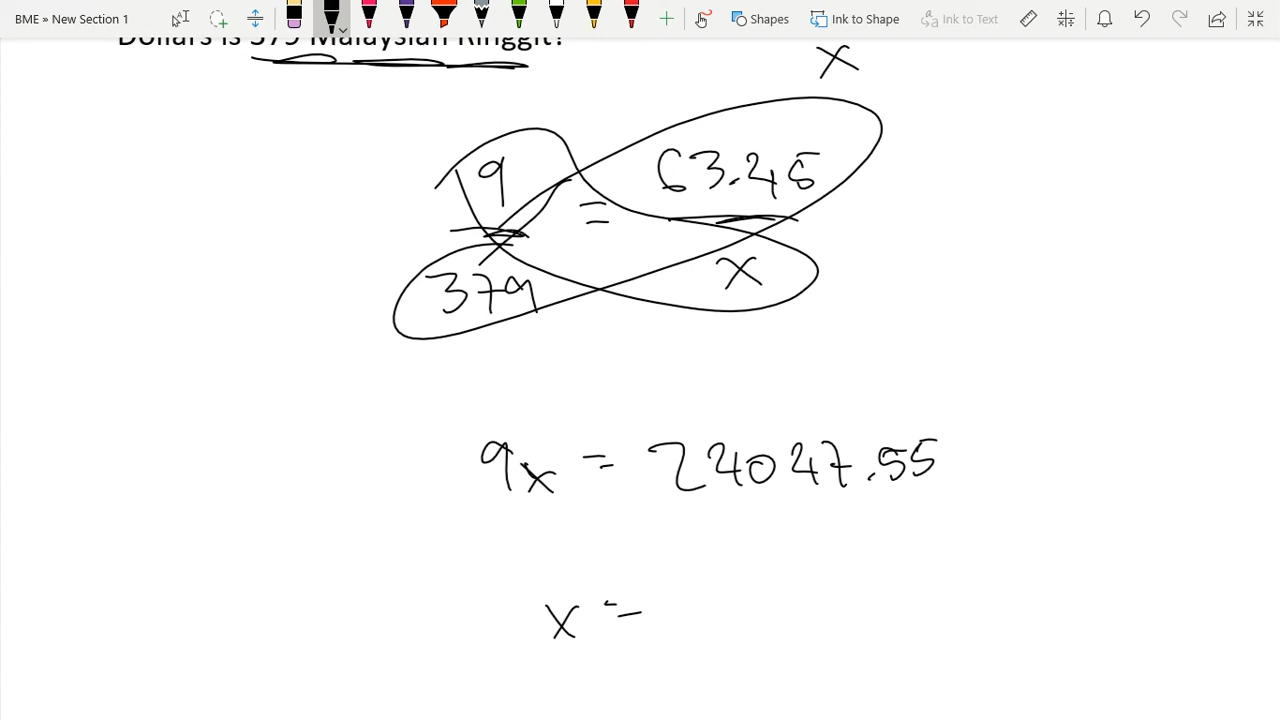 BME » New Section 1 Shapes Ink to Shape Ink to Text
Dollars is 379 Malaysian Ringgit?
x
9 = 63.45
379 x
9x = 24047.55
x =